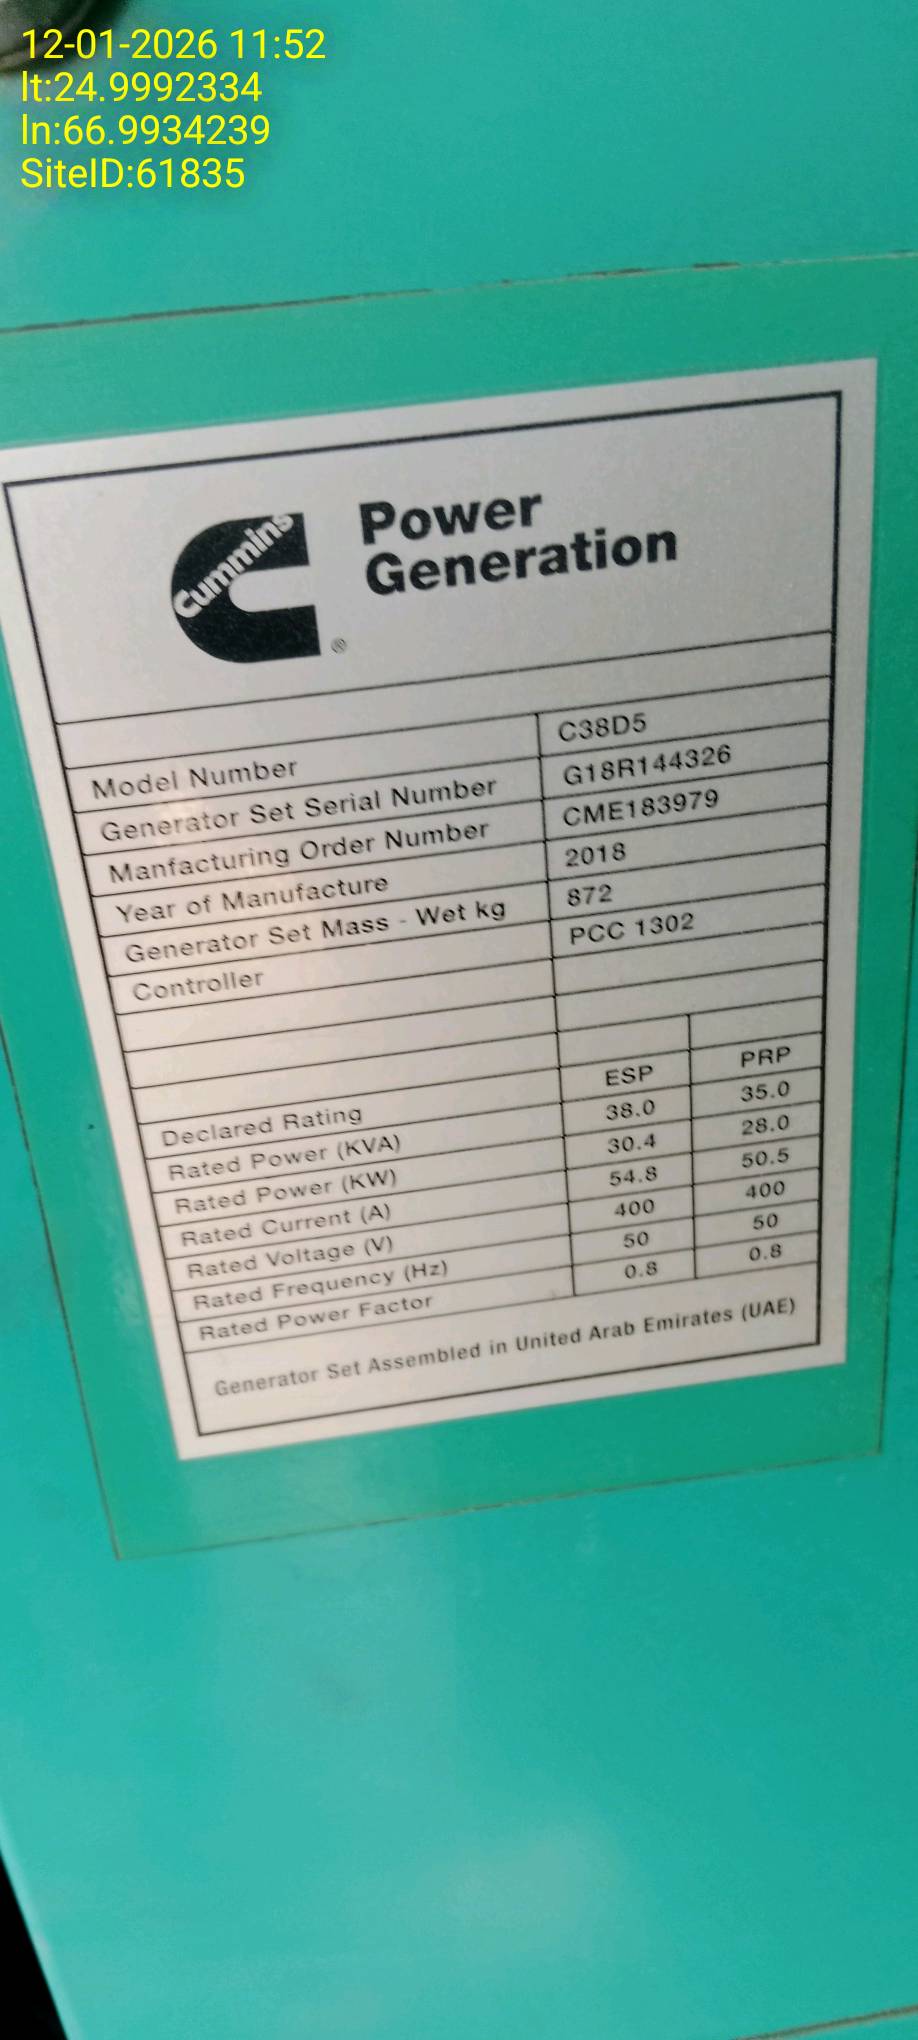 12-01-2026 11:52
lt:24.9992334
ln:66.9934239
SiteID:61835
Cummins
®
Power
Generation
Model Number C38D5
Generator Set Serial Number G18R144326
Manfacturing Order Number CME183979
Year of Manufacture 2018
Generator Set Mass - Wet kg 872
Controller PCC 1302
Declared Rating ESP PRP
Rated Power (KVA) 38.0 35.0
Rated Power (KW) 30.4 28.0
Rated Current (A) 54.8 50.5
Rated Voltage (V) 400 400
Rated Frequency (Hz) 50 50
Rated Power Factor 0.8 0.8
Generator Set Assembled in United Arab Emirates (UAE)